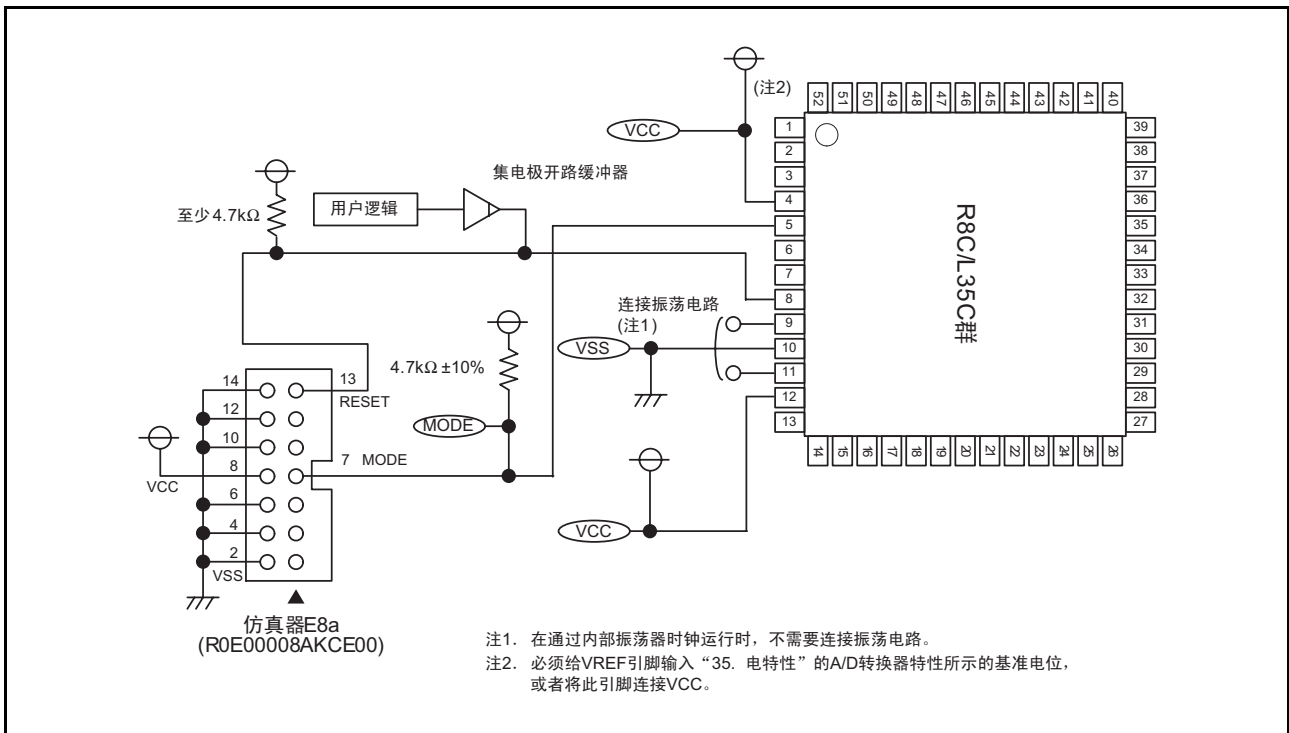 (注2)
VCC
52 51 50 49 48 47 46 45 44 43 42 41 40
1 2 3 4 5 6 7 8 9 10 11 12 13
39 38 37 36 35 34 33 32 31 30 29 28 27
14 15 16 17 18 19 20 21 22 23 24 25 26
R8C/L35C群
集电极开路缓冲器
用户逻辑
至少4.7kΩ
连接振荡电路
(注1)
VSS
4.7kΩ±10%
MODE
14 13
RESET
12
10
8 7 MODE
VCC
6
4
2
VSS
VCC
仿真器E8a
(R0E00008AKCE00)
注1. 在通过内部振荡器时钟运行时，不需要连接振荡电路。
注2. 必须给VREF引脚输入“35. 电特性”的A/D转换器特性所示的基准电位，
或者将此引脚连接VCC。